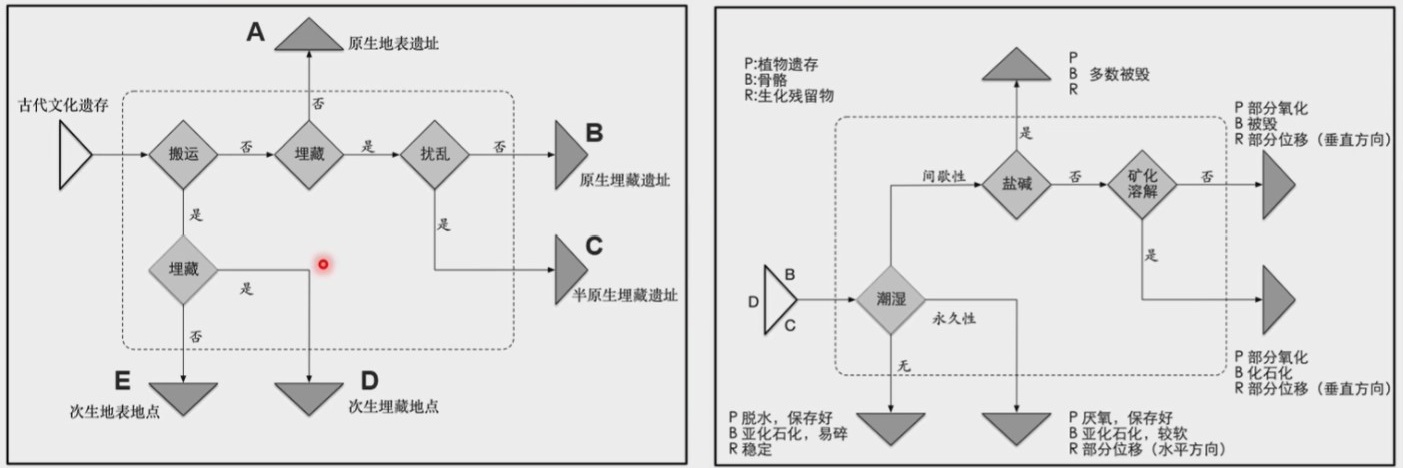 A
原生地表遗址
古代文化遗存
否
搬运
否
埋藏
是
扰乱
否
B
原生埋藏遗址
是
是
C
半原生埋藏遗址
埋藏
是
否
E
次生地表地点
D
次生埋藏地点
P:植物遗存
B:骨骼
R:生化残留物
P
B 多数被毁
R
是
P 部分氧化
B 被毁
R 部分位移（垂直方向）
间歇性
盐碱
否
矿化
溶解
否
是
B
D
C
潮湿
永久性
无
P 部分氧化
B 化石化
R 部分位移（垂直方向）
P 脱水，保存好
B 亚化石化，易碎
R 稳定
P 厌氧，保存好
B 亚化石化，较软
R 部分位移（水平方向）